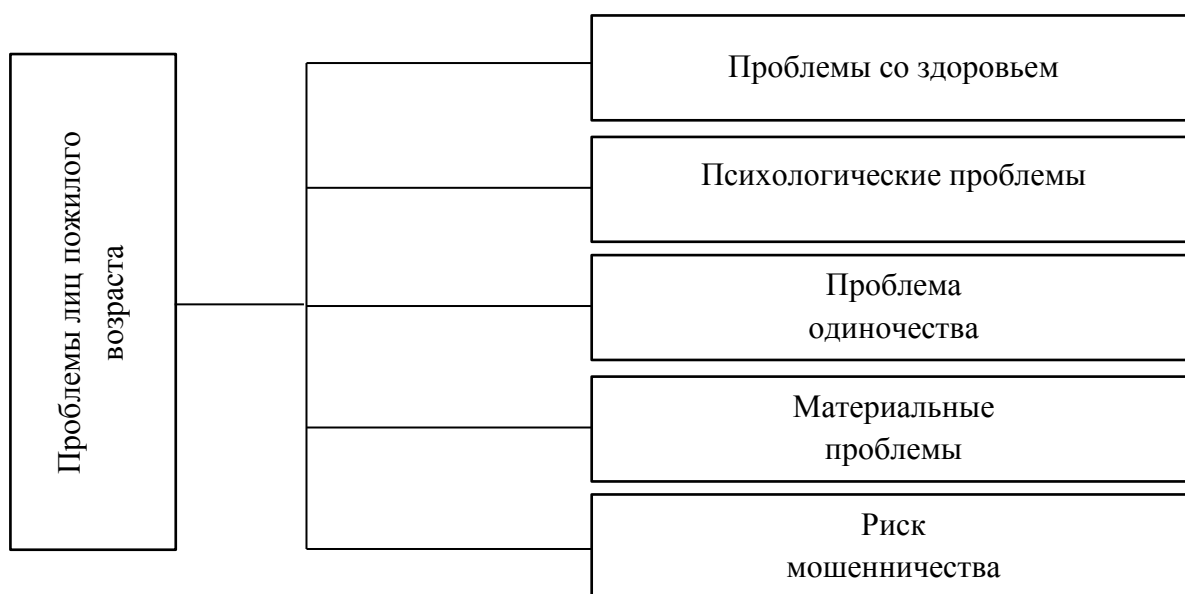 Проблемы лиц пожилого
возраста
Проблемы со здоровьем
Психологические проблемы
Проблема
одиночества
Материальные
проблемы
Риск
мошенничества